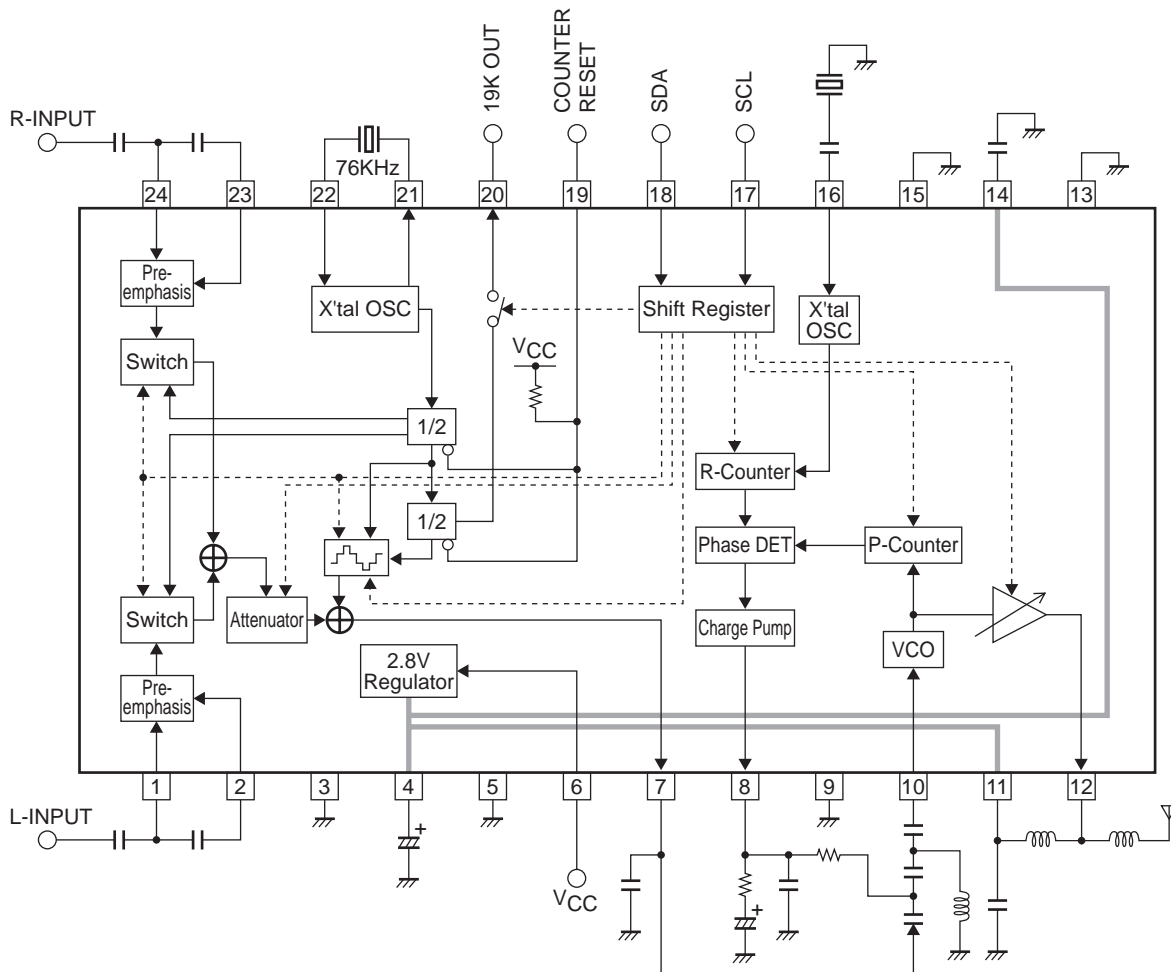 19K OUT
COUNTER
RESET
SDA
SCL
R-INPUT
76KHz
24
23
22
21
20
19
18
17
16
15
14
13
Pre-
emphasis
X'tal OSC
Shift Register
X'tal
OSC
Switch
VCC
1/2
R-Counter
1/2
Phase DET
P-Counter
Switch
Attenuator
Charge Pump
VCO
2.8V
Regulator
Pre-
emphasis
1
2
3
4
5
6
7
8
9
10
11
12
L-INPUT
+
+
VCC